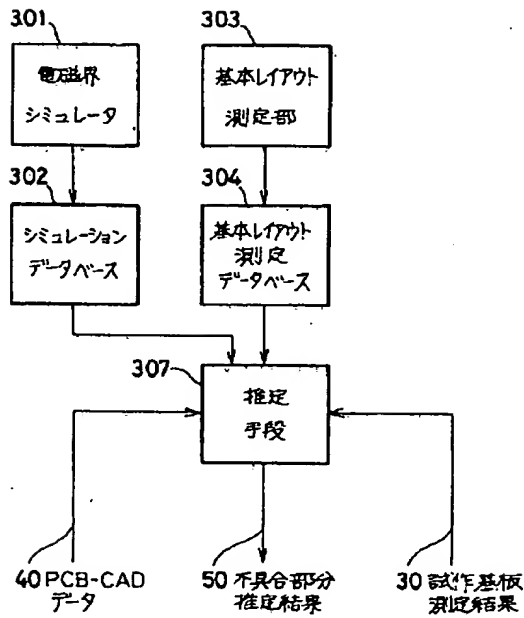 301
電磁界
シミュレータ
303
基本レイアウト
測定部
302
シミュレーション
データベース
304
基本レイアウト
測定
データベース
307
推定
手段
40 PCB-CAD
データ
50 不具合部分
推定結果
30 試作基板
測定結果